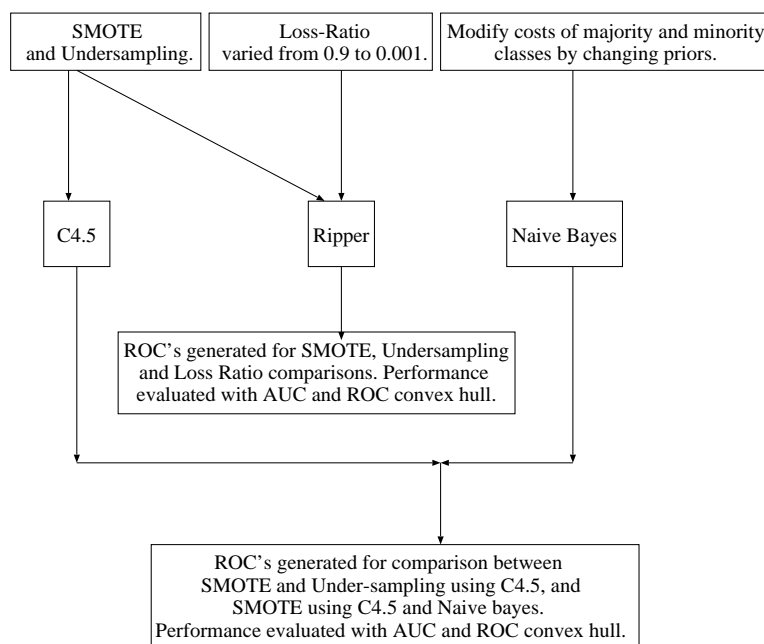 SMOTE
and Undersampling.
Loss-Ratio
varied from 0.9 to 0.001.
Modify costs of majority and minority
classes by changing priors.
C4.5
Ripper
Naive Bayes
ROC's generated for SMOTE, Undersampling
and Loss Ratio comparisons. Performance
evaluated with AUC and ROC convex hull.
ROC's generated for comparison between
SMOTE and Under-sampling using C4.5, and
SMOTE using C4.5 and Naive bayes.
Performance evaluated with AUC and ROC convex hull.